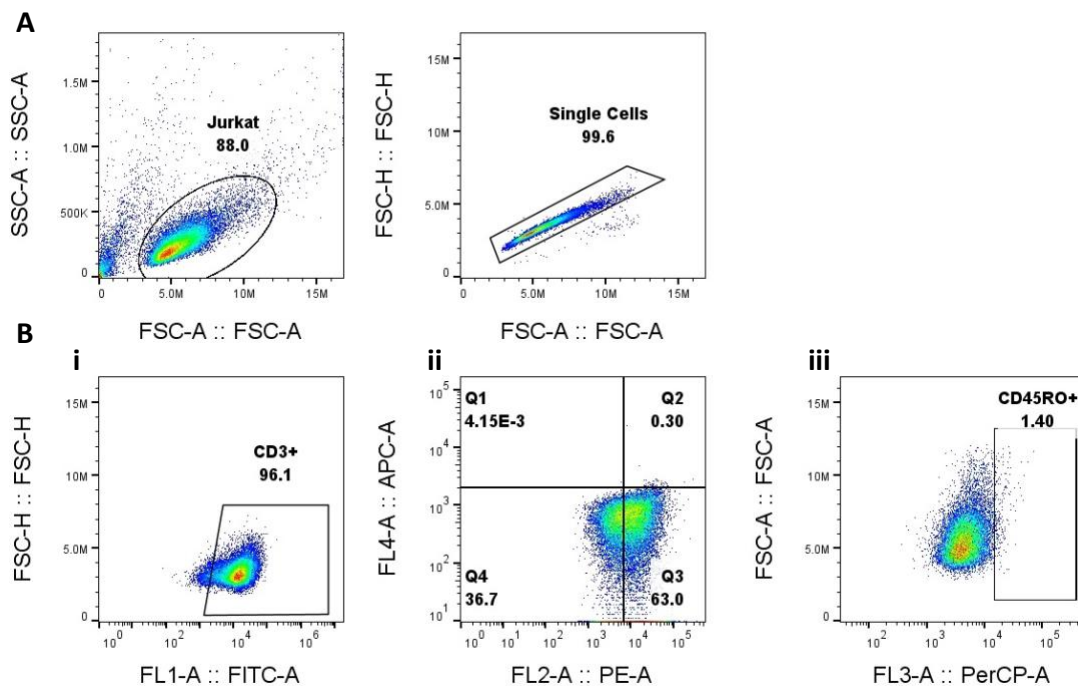 A
SSC-A :: SSC-A
1.5M
1.0M
500K
0
Jurkat
88.0
0
5.0M
10M
15M
FSC-A :: FSC-A
FSC-H :: FSC-H
15M
10M
5.0M
0
Single Cells
99.6
0
5.0M
10M
15M
FSC-A :: FSC-A
B
i
FSC-H :: FSC-H
15M
10M
5.0M
0
CD3+
96.1
10^0
10^2
10^4
10^6
FL1-A :: FITC-A
ii
FL4-A :: APC-A
10^5
10^4
10^3
10^2
10^1
Q1
4.15E-3
Q2
0.30
Q4
36.7
Q3
63.0
10^0
10^1
10^2
10^3
10^4
10^5
FL2-A :: PE-A
iii
FSC-A :: FSC-A
15M
10M
5.0M
0
CD45RO+
1.40
10^2
10^3
10^4
10^5
FL3-A :: PerCP-A